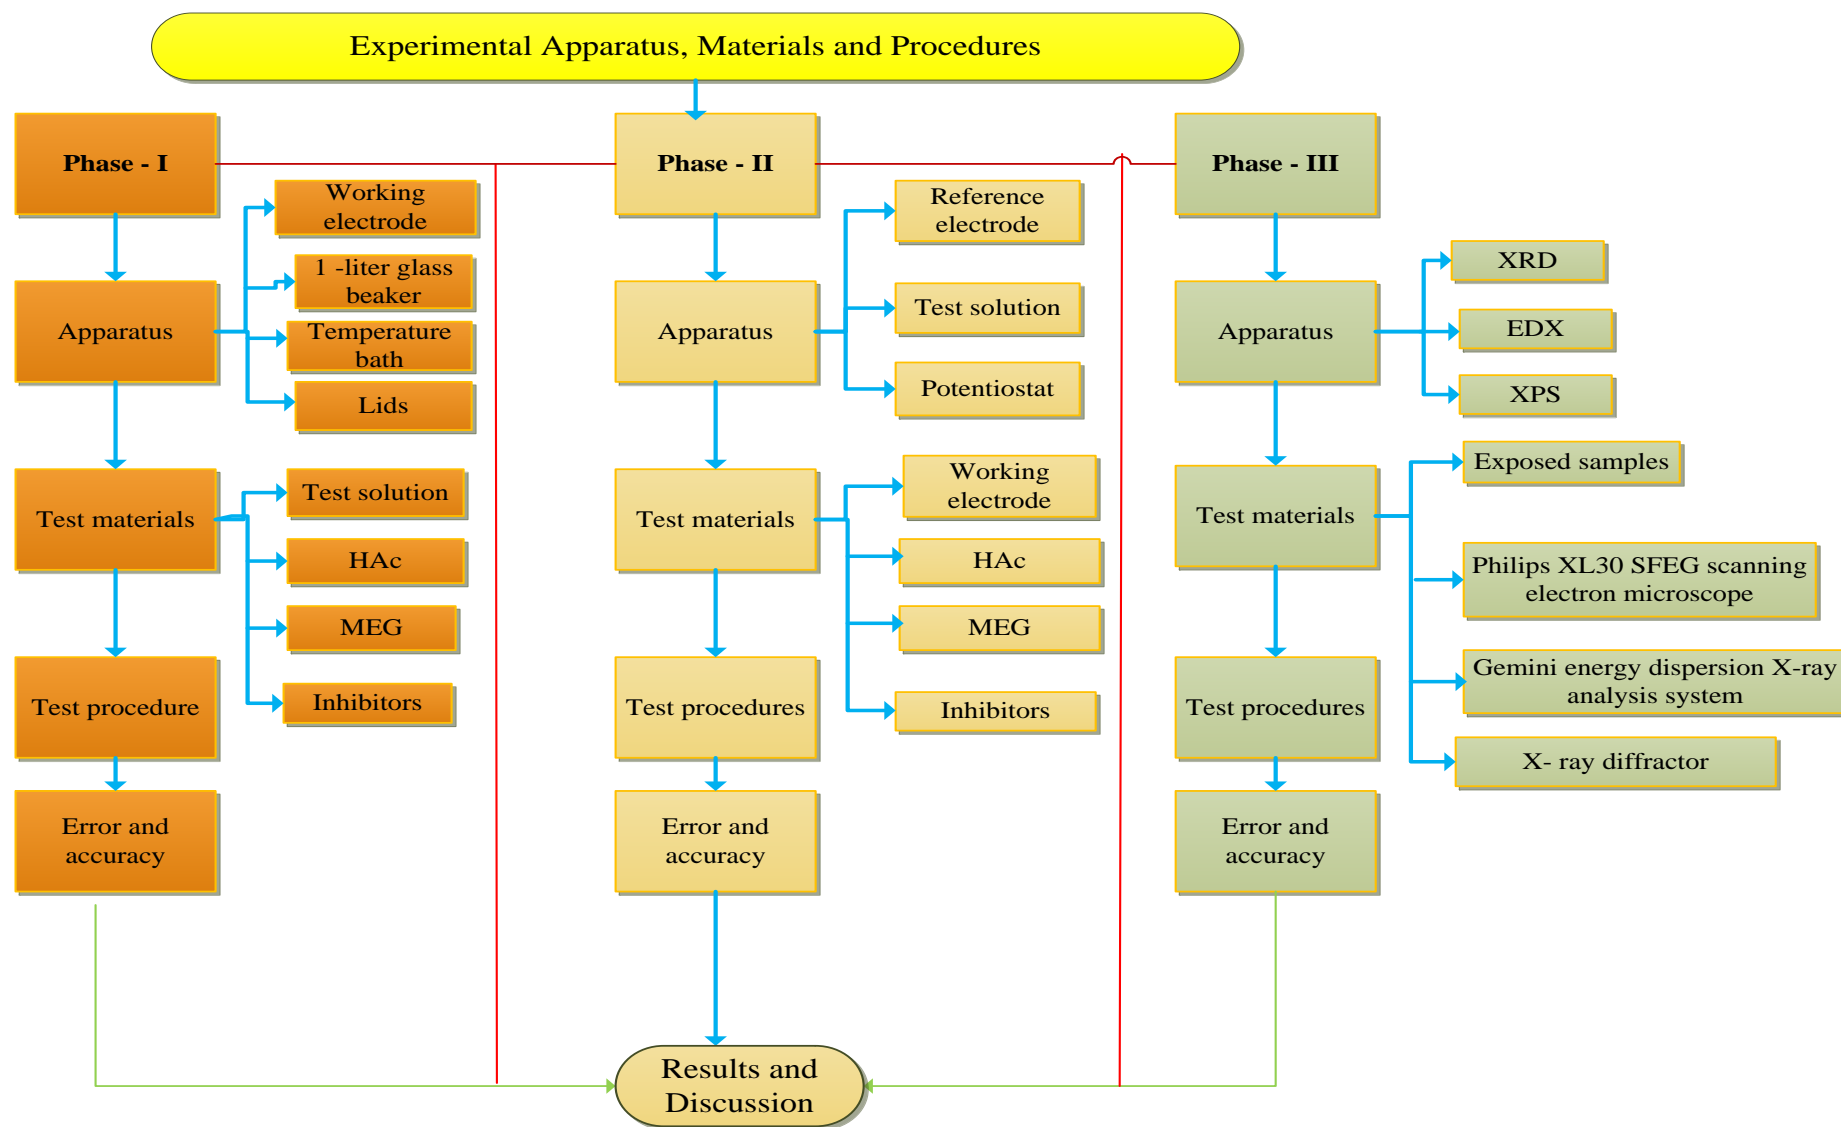 Experimental Apparatus, Materials and Procedures
Phase - I
Working
electrode
1 -liter glass
beaker
Apparatus
Temperature
bath
Lids
Test materials
Test solution
HAc
MEG
Inhibitors
Test procedure
Error and
accuracy
Phase - II
Reference
electrode
Apparatus
Test solution
Potentiostat
Test materials
Working
electrode
HAc
MEG
Inhibitors
Test procedures
Error and
accuracy
Phase - III
Apparatus
XRD
EDX
XPS
Test materials
Exposed samples
Philips XL30 SFEG scanning
electron microscope
Gemini energy dispersion X-ray
analysis system
X- ray diffractor
Test procedures
Error and
accuracy
Results and
Discussion